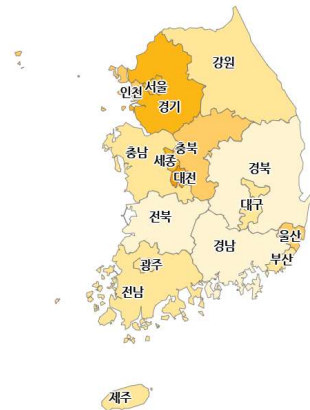 강원
인천 서울
경기
충남
충북
세종
대전
경북
대구
전북
경남
울산
부산
광주
전남
제주